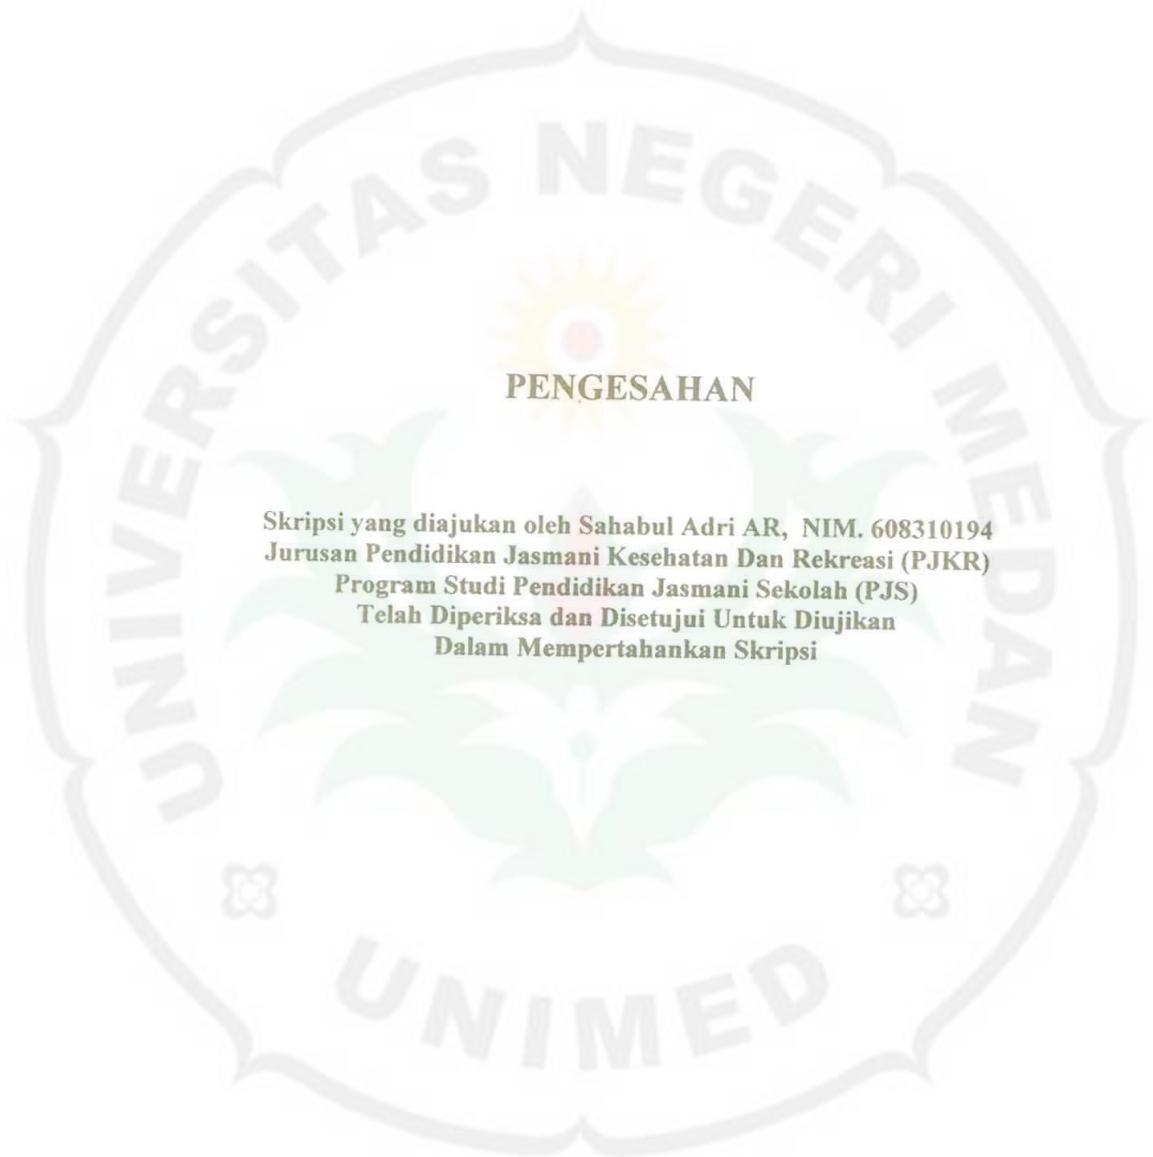 UNIVERSITAS NEGERI MEDAN
PENGESAHAN
Skripsi yang diajukan oleh Sahabul Adri AR, NIM. 608310194
Jurusan Pendidikan Jasmani Kesehatan Dan Rekreasi (PJKR)
Program Studi Pendidikan Jasmani Sekolah (PJS)
Telah Diperiksa dan Disetujui Untuk Diujikan
Dalam Mempertahankan Skripsi
UNIMED